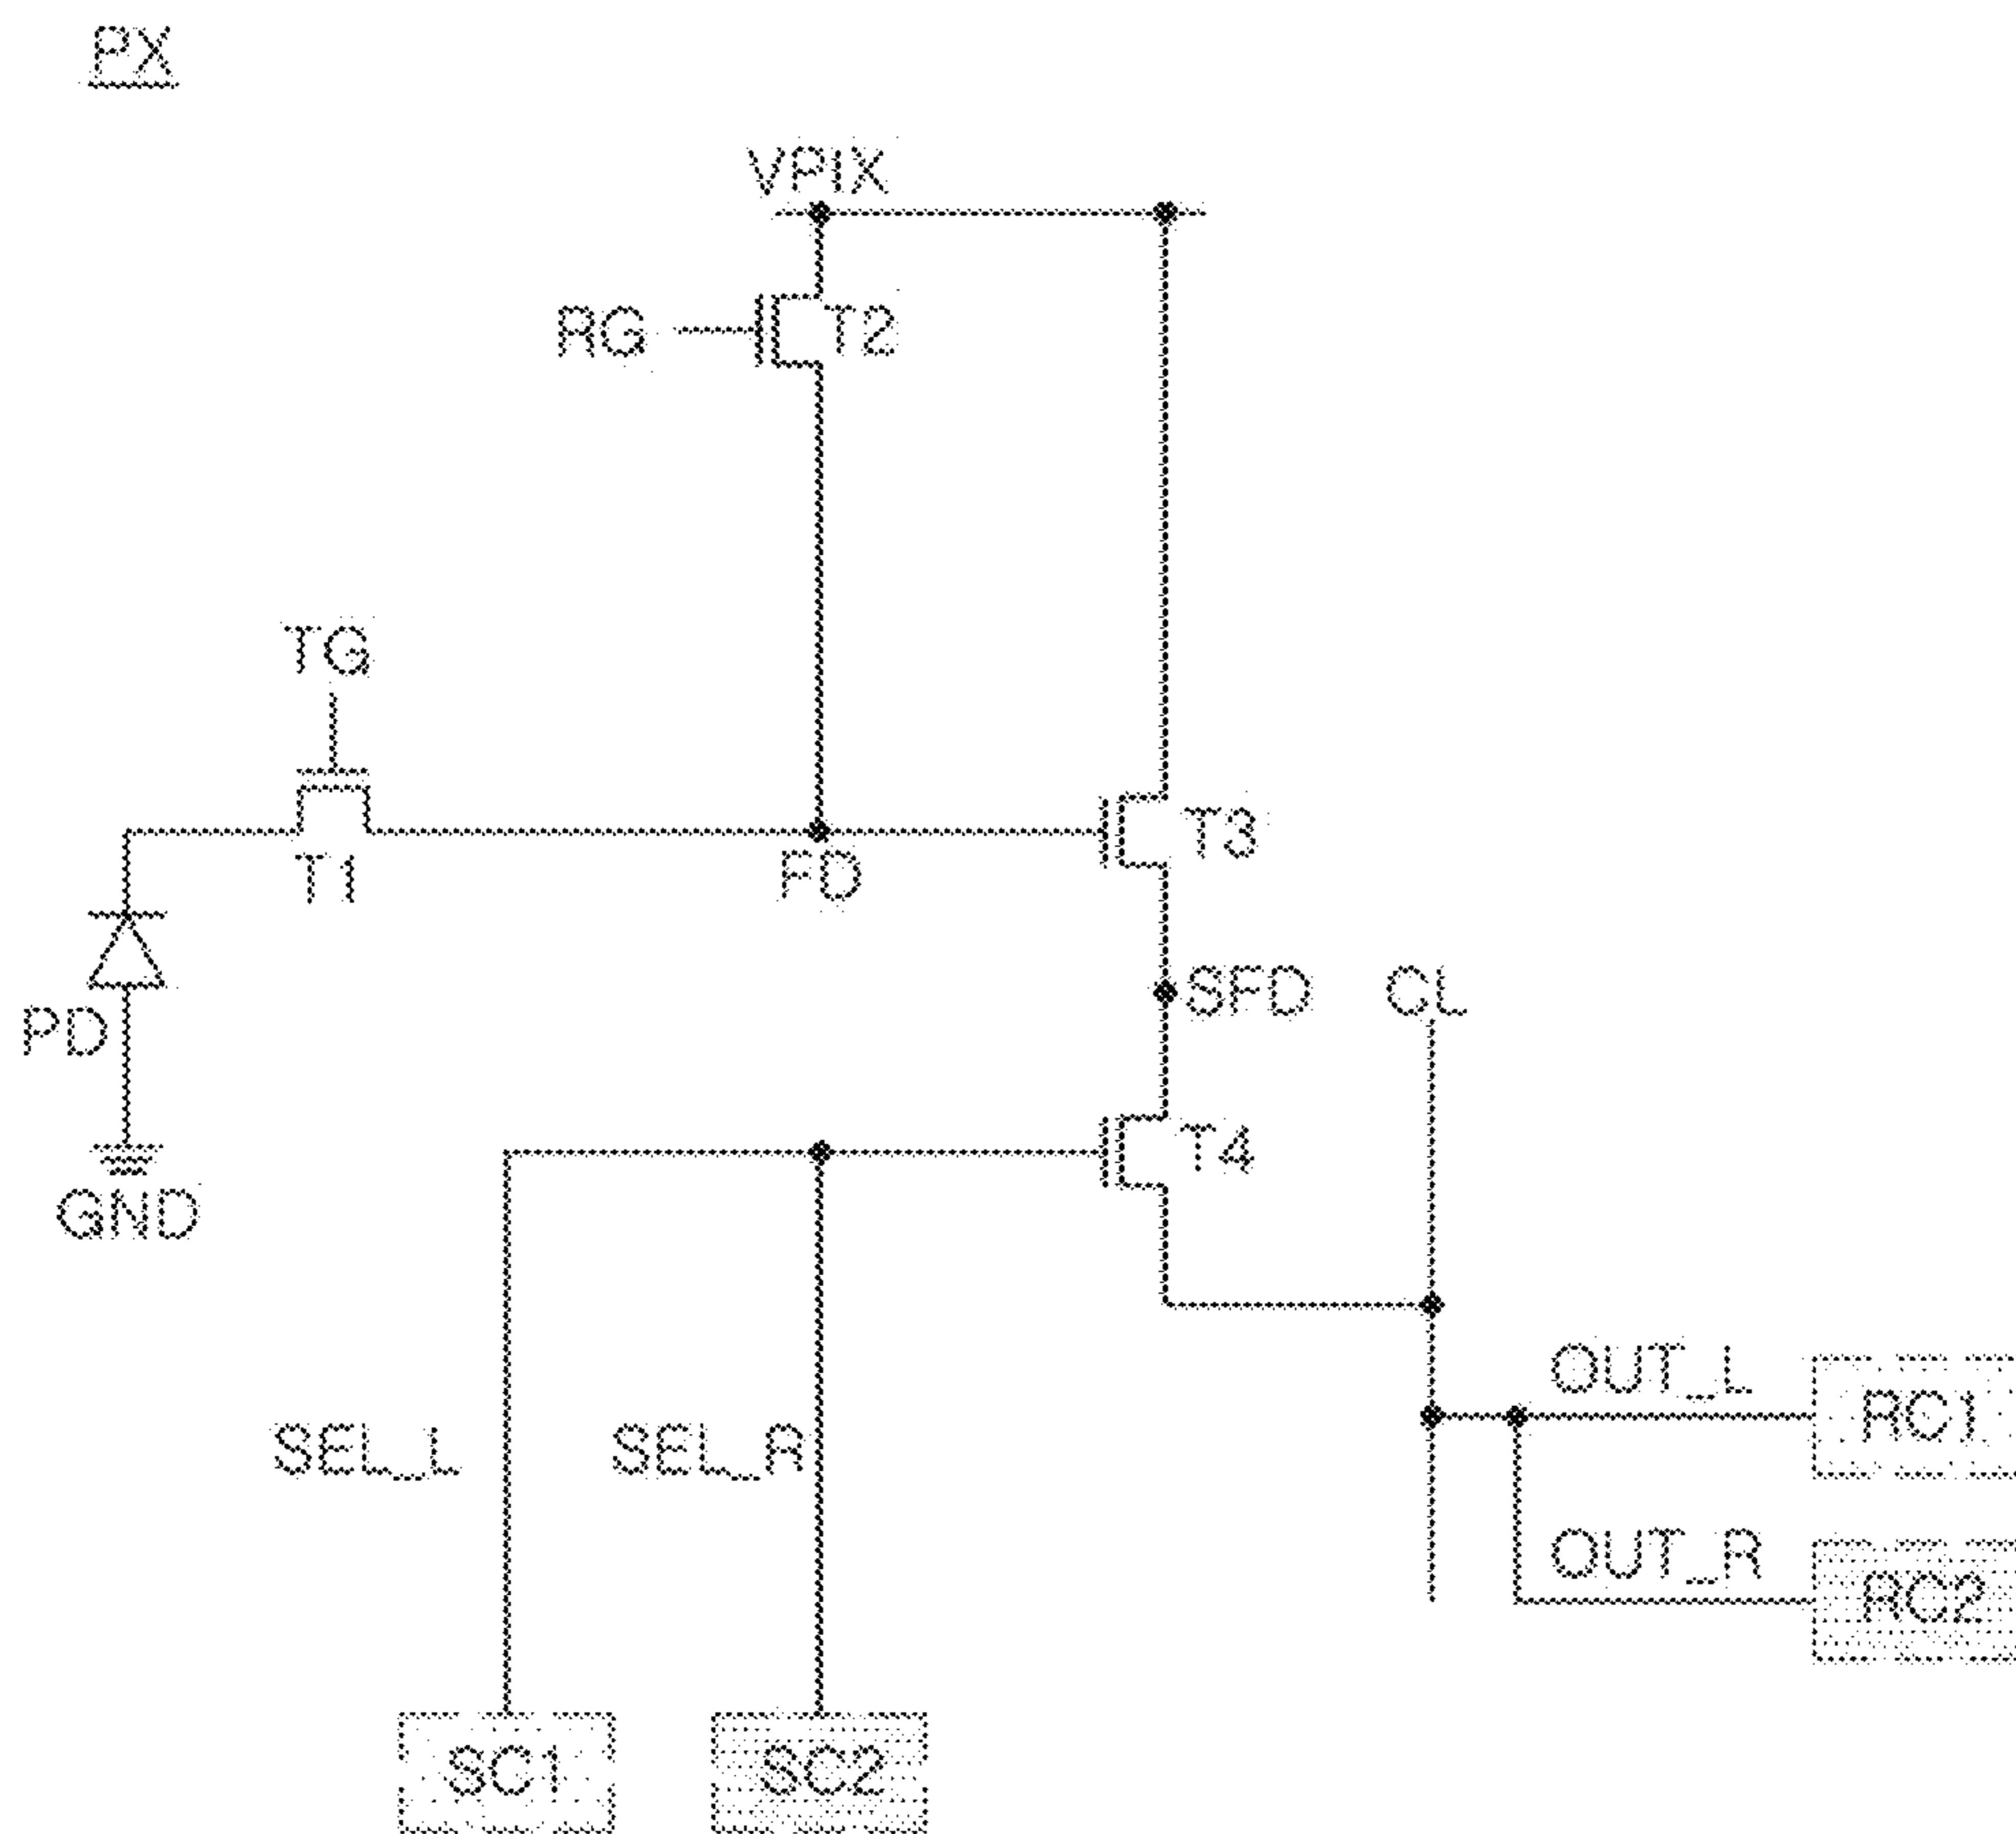 PX
VPIX
RG
T2
TG
T3
T1
FD
SFD
CL
PD
T4
GND
OUT_L
RC1
SEL_L
SEL_R
OUT_R
RC2
SC1
SC2